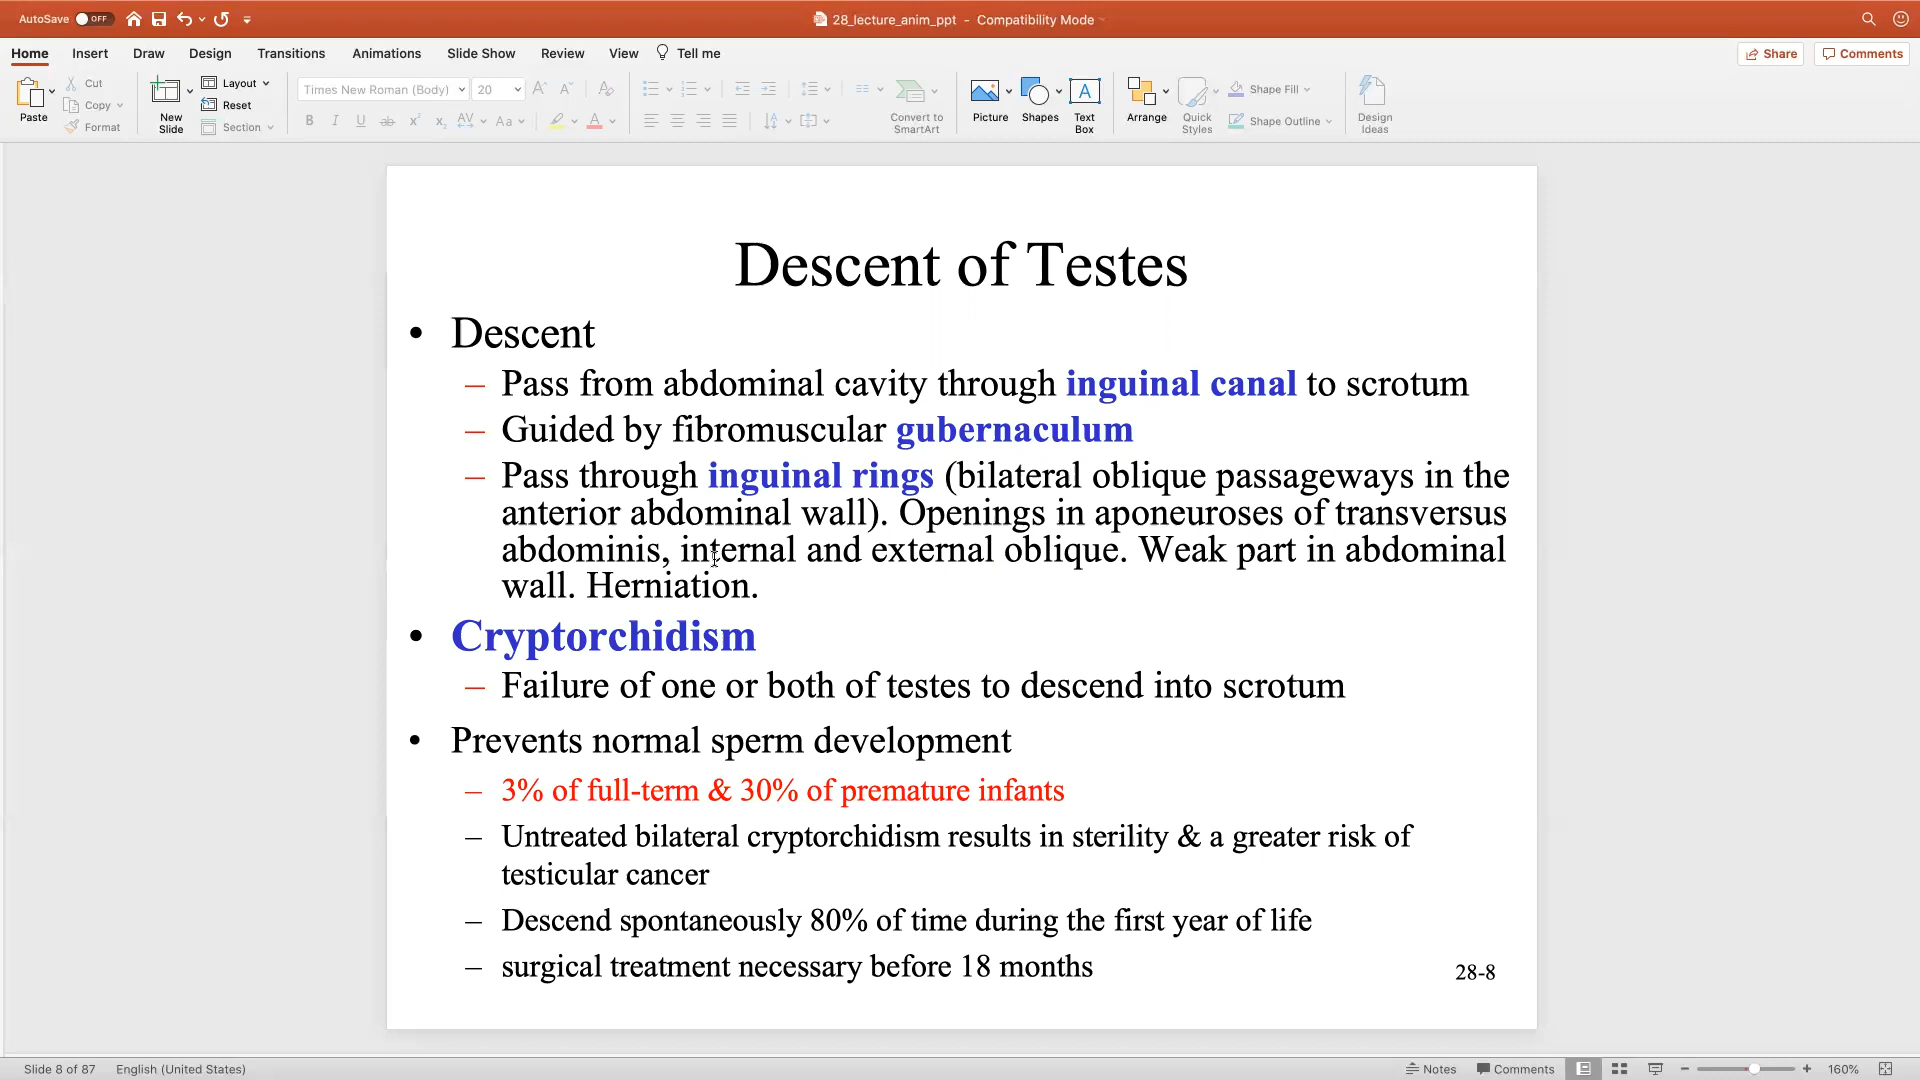 AutoSave OFF
28_lecture_anim_ppt - Compatibility Mode
Home Insert Draw Design Transitions Animations Slide Show Review View Tell me
Share Comments
Paste
Cut
Copy
Format
New Slide
Layout
Reset
Section
Times New Roman (Body) 20
Convert to SmartArt
Picture
Shapes
Text Box
Arrange
Quick Styles
Shape Fill
Shape Outline
Design Ideas
Descent of Testes
• Descent
– Pass from abdominal cavity through inguinal canal to scrotum
– Guided by fibromuscular gubernaculum
– Pass through inguinal rings (bilateral oblique passageways in the
anterior abdominal wall). Openings in aponeuroses of transversus
abdominis, internal and external oblique. Weak part in abdominal
wall. Herniation.
• Cryptorchidism
– Failure of one or both of testes to descend into scrotum
• Prevents normal sperm development
– 3% of full-term & 30% of premature infants
– Untreated bilateral cryptorchidism results in sterility & a greater risk of
testicular cancer
– Descend spontaneously 80% of time during the first year of life
– surgical treatment necessary before 18 months
28-8
Slide 8 of 87 English (United States)
Notes Comments 160%